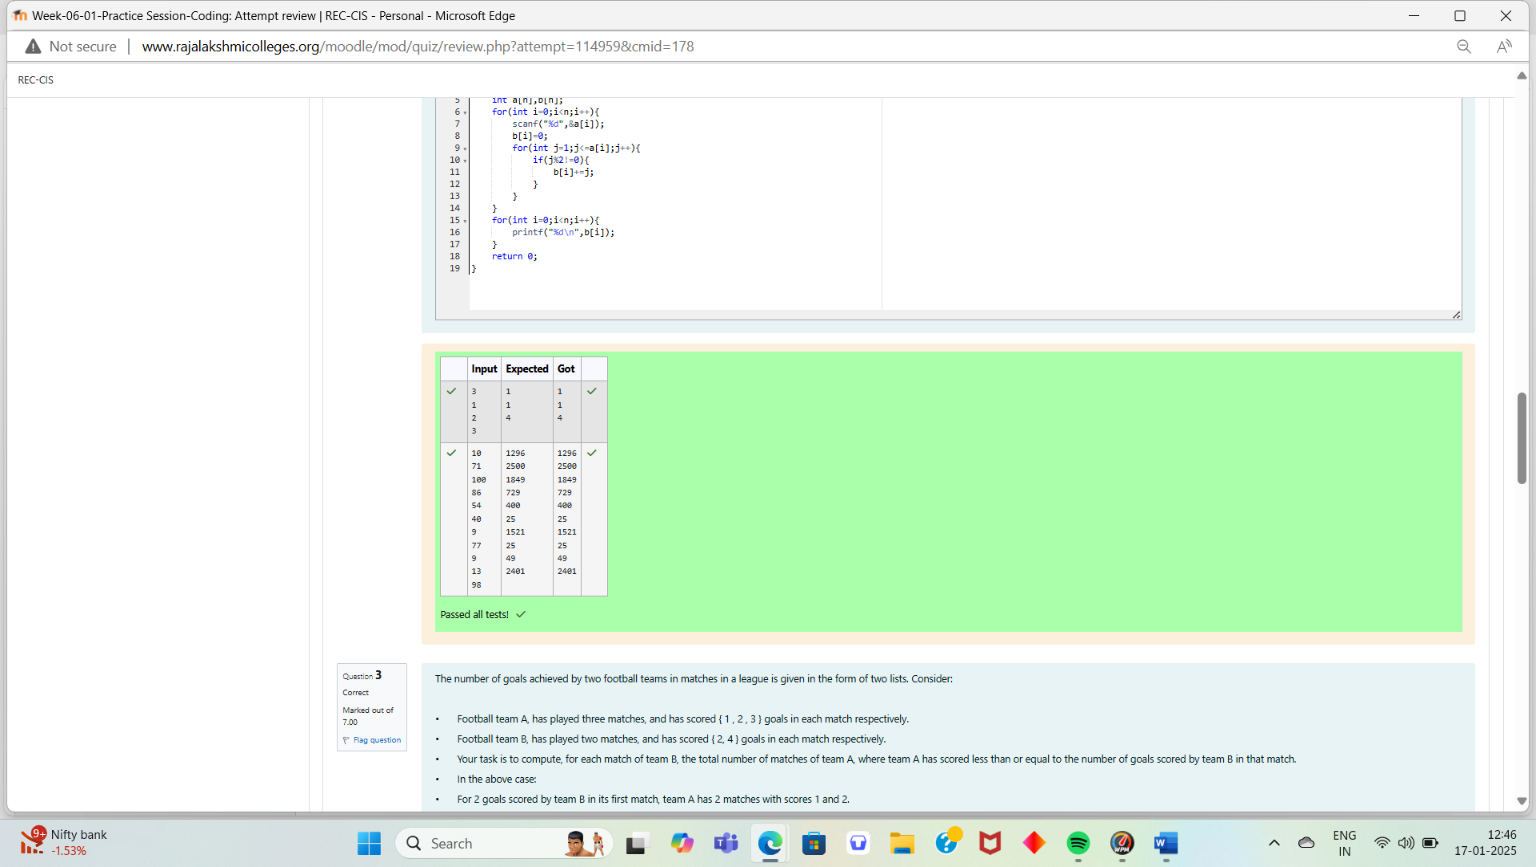 Week-06-01-Practice Session-Coding: Attempt review | REC-CIS - Personal - Microsoft Edge
Not secure | www.rajalakshmicolleges.org/moodle/mod/quiz/review.php?attempt=114959&cmid=178
REC-CIS
5 int a[n],b[n];
6 for(int i=0;i<n;i++){
7 scanf("%d",&a[i]);
8 b[i]=0;
9 for(int j=1;j<=a[i];j++){
10 if(j%2!=0){
11 b[i]+=j;
12 }
13 }
14 }
15 for(int i=0;i<n;i++){
16 printf("%d\n",b[i]);
17 }
18 return 0;
19 }
Input Expected Got
3 1 1
1 1 1
2 4 4
3
10 1296 1296
71 2500 2500
100 1849 1849
86 729 729
54 400 400
40 25 25
9 1521 1521
77 25 25
9 49 49
13 2401 2401
98
Passed all tests!
Question 3
Correct
Marked out of
7.00
Flag question
The number of goals achieved by two football teams in matches in a league is given in the form of two lists. Consider:
• Football team A, has played three matches, and has scored { 1 , 2 , 3 } goals in each match respectively.
• Football team B, has played two matches, and has scored { 2, 4 } goals in each match respectively.
• Your task is to compute, for each match of team B, the total number of matches of team A, where team A has scored less than or equal to the number of goals scored by team B in that match.
• In the above case:
• For 2 goals scored by team B in its first match, team A has 2 matches with scores 1 and 2.
9+
Nifty bank
-1.53%
Search
WPM
ENG
IN
12:46
17-01-2025